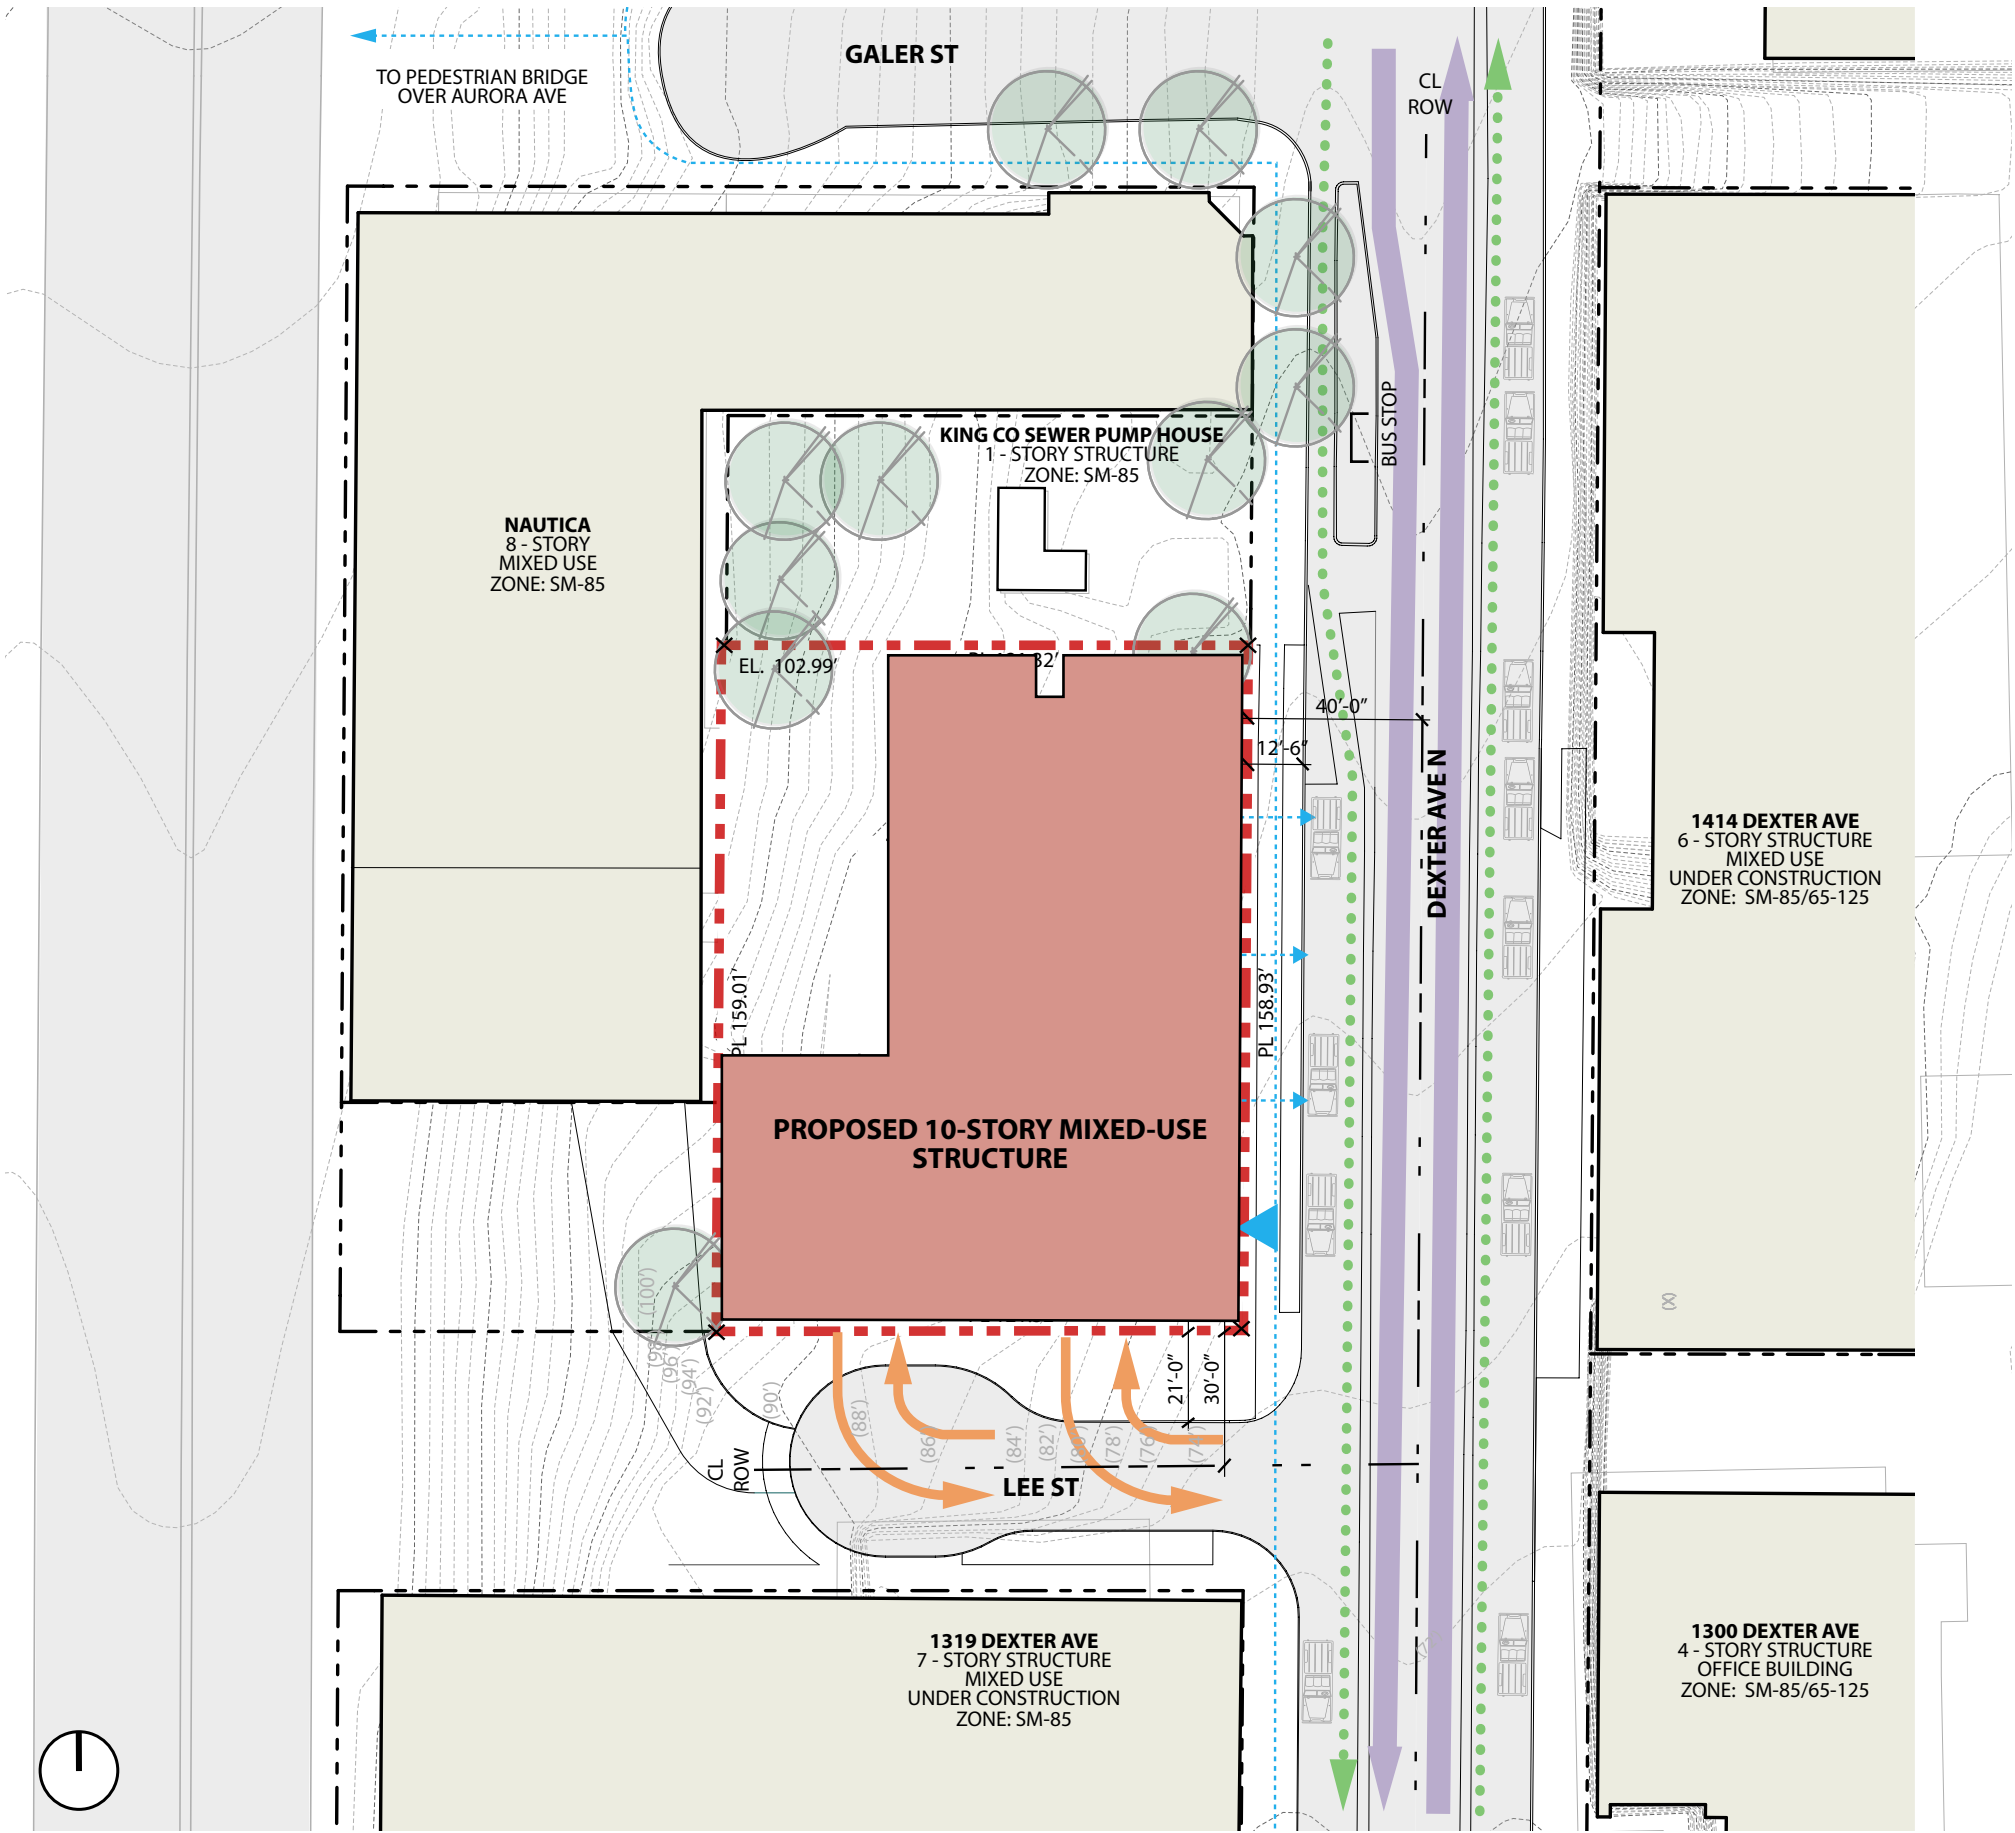 GALER ST
TO PEDESTRIAN BRIDGE
OVER AURORA AVE
CL
ROW
BUS STOP
KING CO SEWER PUMP HOUSE
1 - STORY STRUCTURE
ZONE: SM-85
NAUTICA
8 - STORY
MIXED USE
ZONE: SM-85
EL. 102.99'
32'
40'-0"
12'-6"
DEXTER AVE N
1414 DEXTER AVE
6 - STORY STRUCTURE
MIXED USE
UNDER CONSTRUCTION
ZONE: SM-85/65-125
PL 159.01'
PL 158.93'
PROPOSED 10-STORY MIXED-USE
STRUCTURE
(X)
(100')
(98')
(96')
(94')
(92')
(90')
(88')
(86')
(84')
(82')
(78')
(76')
(74')
21'-0"
30'-0"
CL
ROW
LEE ST
1319 DEXTER AVE
7 - STORY STRUCTURE
MIXED USE
UNDER CONSTRUCTION
ZONE: SM-85
1300 DEXTER AVE
4 - STORY STRUCTURE
OFFICE BUILDING
ZONE: SM-85/65-125